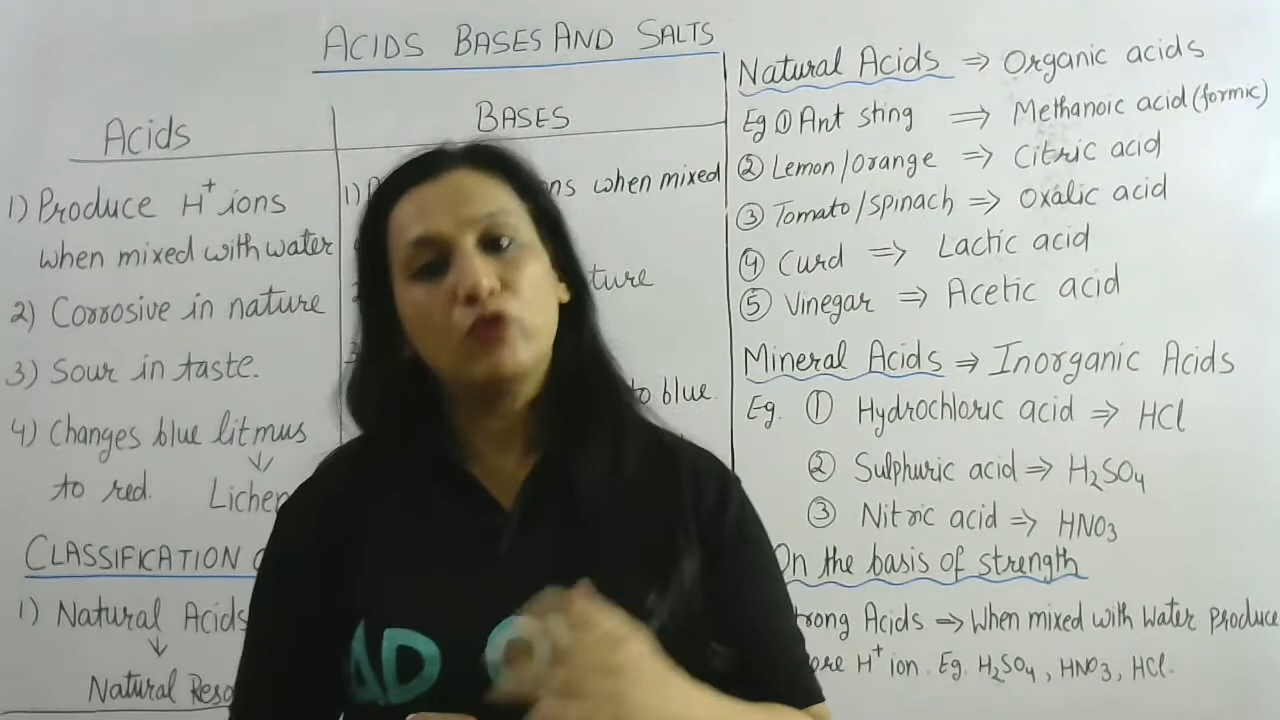 ACIDS BASES AND SALTS
Acids
1) Produce H+ ions
when mixed with water
2) Corrosive in nature
3) Sour in taste.
4) Changes blue litmus
to red. Lichen
CLASSIFICATION
1) Natural Acids
Natural
BASES
1) when mixed
blue.
Natural Acids ⇒ Organic acids
Eg ① Ant sting ⇒ Methanoic acid (formic)
② Lemon/Orange ⇒ Citric acid
③ Tomato/Spinach ⇒ Oxalic acid
④ Curd ⇒ Lactic acid
⑤ Vinegar ⇒ Acetic acid
Mineral Acids ⇒ Inorganic Acids
Eg. ① Hydrochloric acid ⇒ HCl
② Sulphuric acid ⇒ H2SO4
③ Nitric acid ⇒ HNO3
On the basis of strength
Acids ⇒ When mixed with Water produce
H+ ion. Eg. H2SO4, HNO3, HCl.
AD